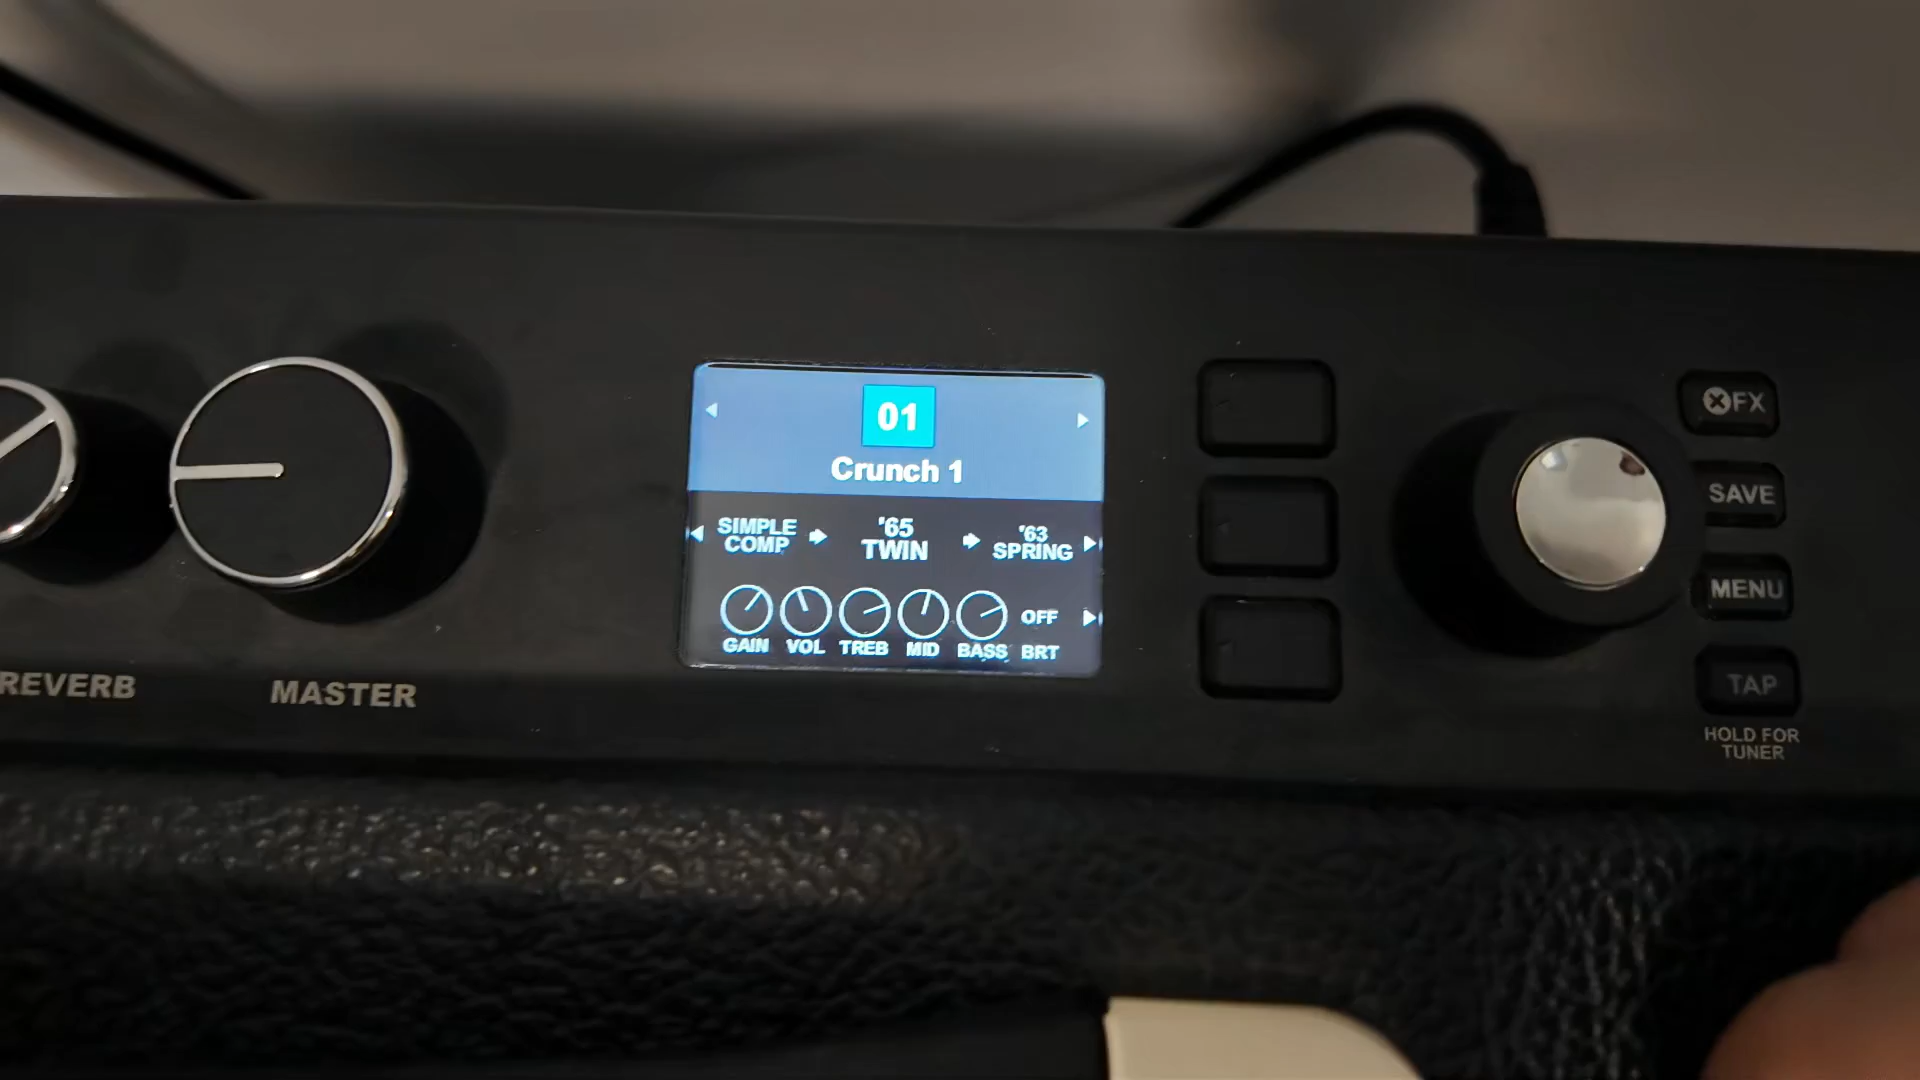 01
Crunch 1
SIMPLE
COMP
'65
TWIN
'63
SPRING
OFF
GAIN VOL TREB MID BASS BRT
REVERB
MASTER
FX
SAVE
MENU
TAP
HOLD FOR
TUNER